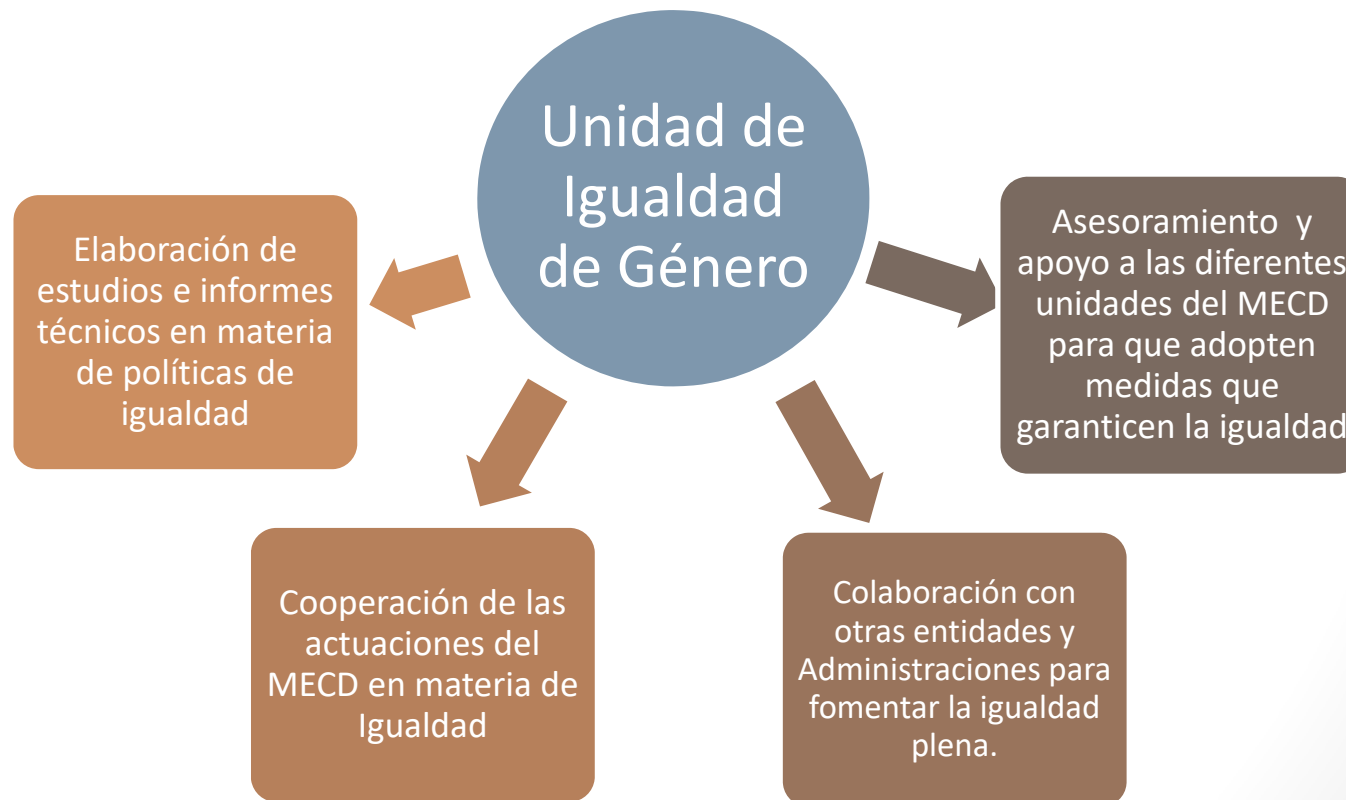 Unidad de
Igualdad
de Género
Elaboración de
estudios e informes
técnicos en materia
de políticas de
igualdad
Cooperación de las
actuaciones del
MECD en materia de
Igualdad
Colaboración con
otras entidades y
Administraciones para
fomentar la igualdad
plena.
Asesoramiento y
apoyo a las diferentes
unidades del MECD
para que adopten
medidas que
garanticen la igualdad